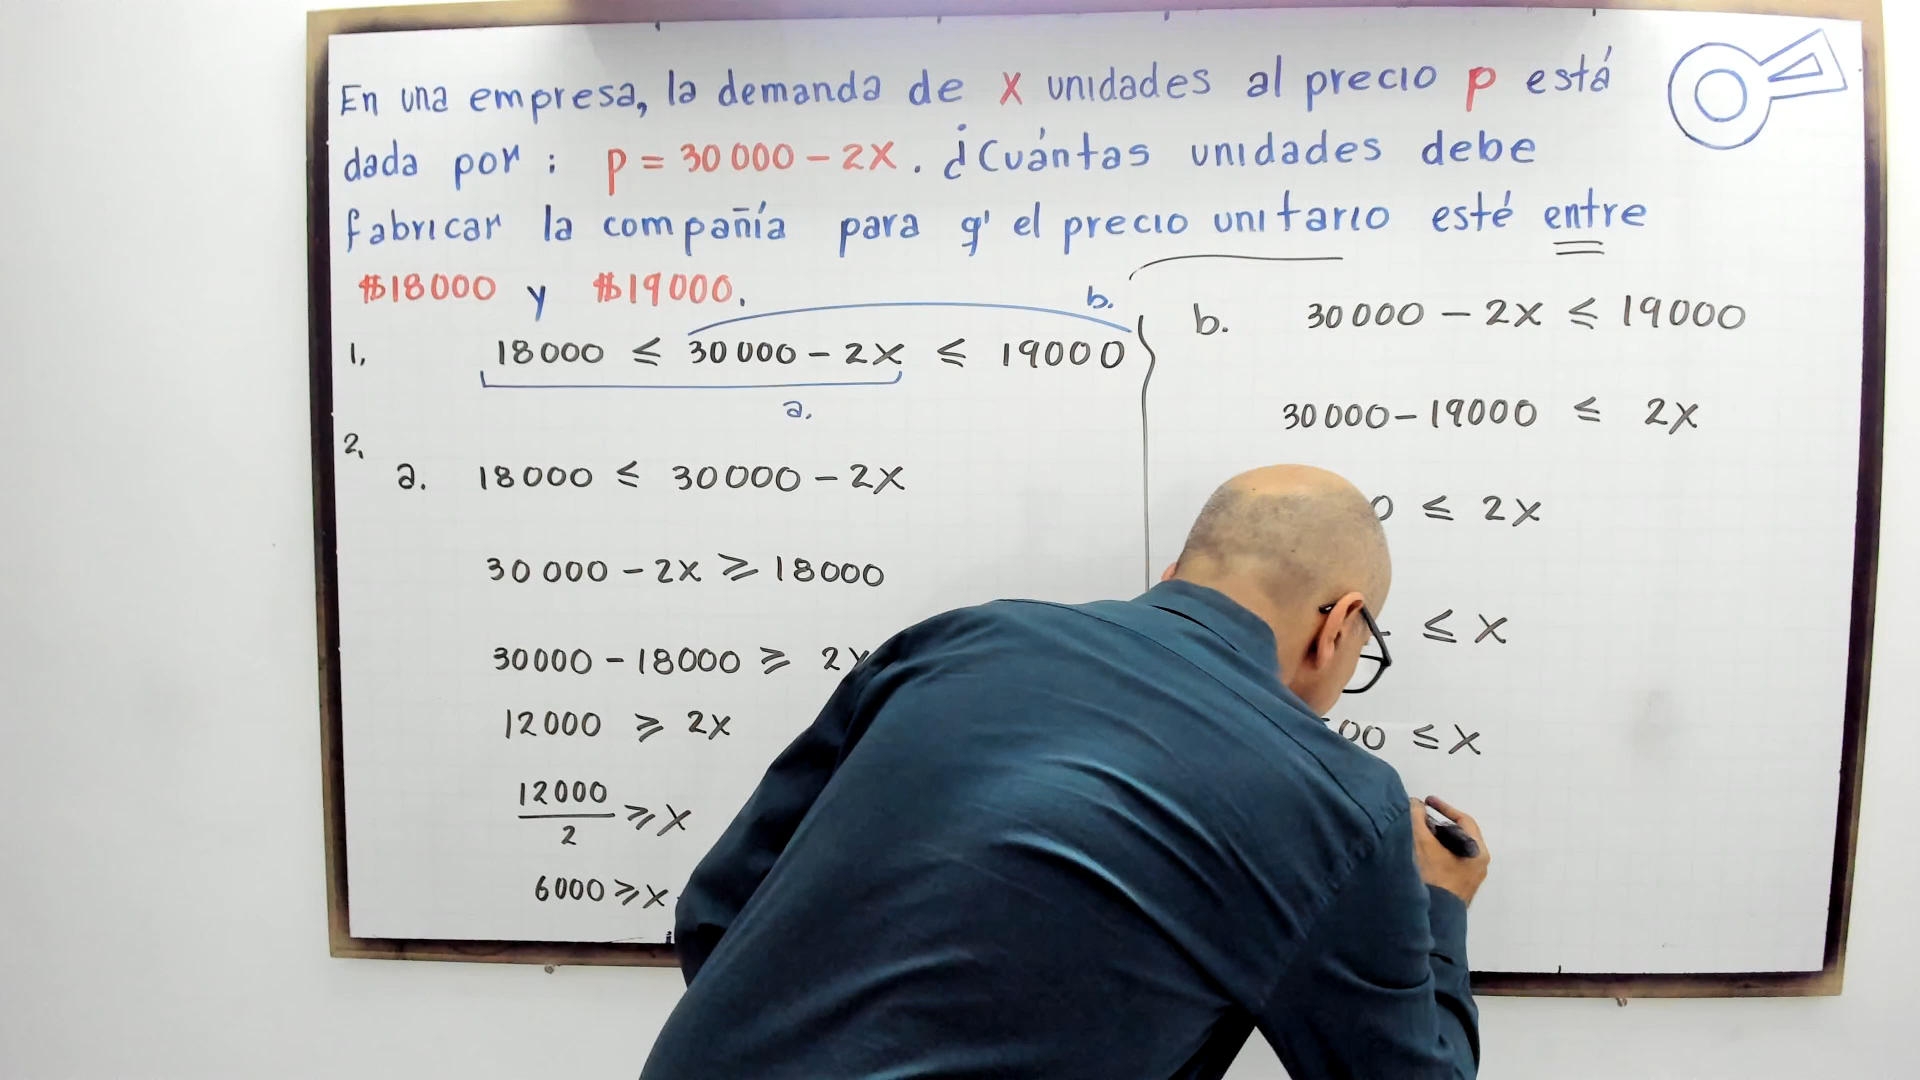 En una empresa, la demanda de X unidades al precio p está
dada por : p = 30 000 - 2X . ¿Cuántas unidades debe
fabricar la compañía para q' el precio unitario esté entre
$18000 y $19000.
1, 18000 ≤ 30 000 - 2X ≤ 19000
a.
b.
2,
a. 18000 ≤ 30000 - 2X
30 000 - 2X ≥ 18000
30000 - 18000 ≥ 2X
12000 ≥ 2X
12000
2
≥ X
6000 ≥ X
b. 30 000 - 2X ≤ 19000
30 000 - 19000 ≤ 2X
≤ 2X
≤ X
≤ X